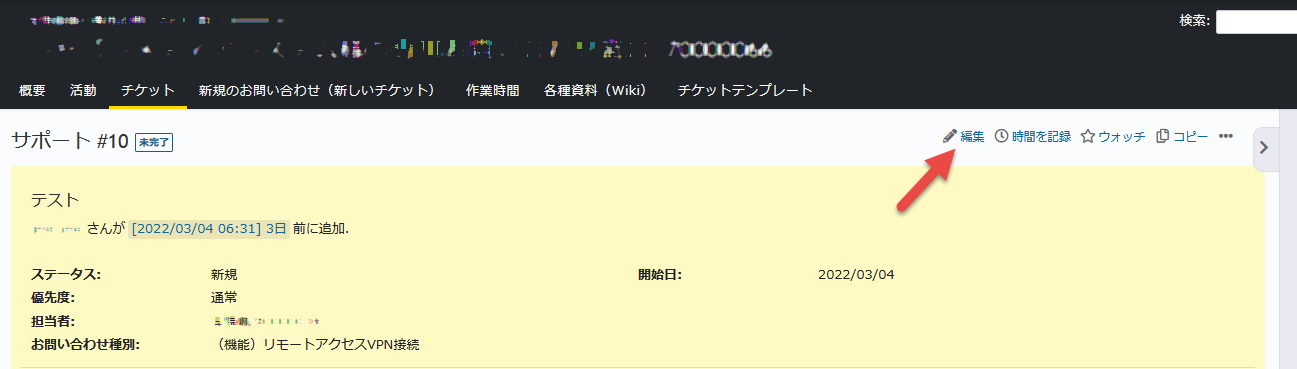 検索:
概要 活動 チケット 新規のお問い合わせ（新しいチケット） 作業時間 各種資料（Wiki） チケットテンプレート
サポート #10 未完了 編集 時間を記録 ウォッチ コピー •••
テスト
さんが [2022/03/04 06:31] 3日 前に追加.
ステータス: 新規 開始日: 2022/03/04
優先度: 通常
担当者:
お問い合わせ種別: （機能）リモートアクセスVPN接続